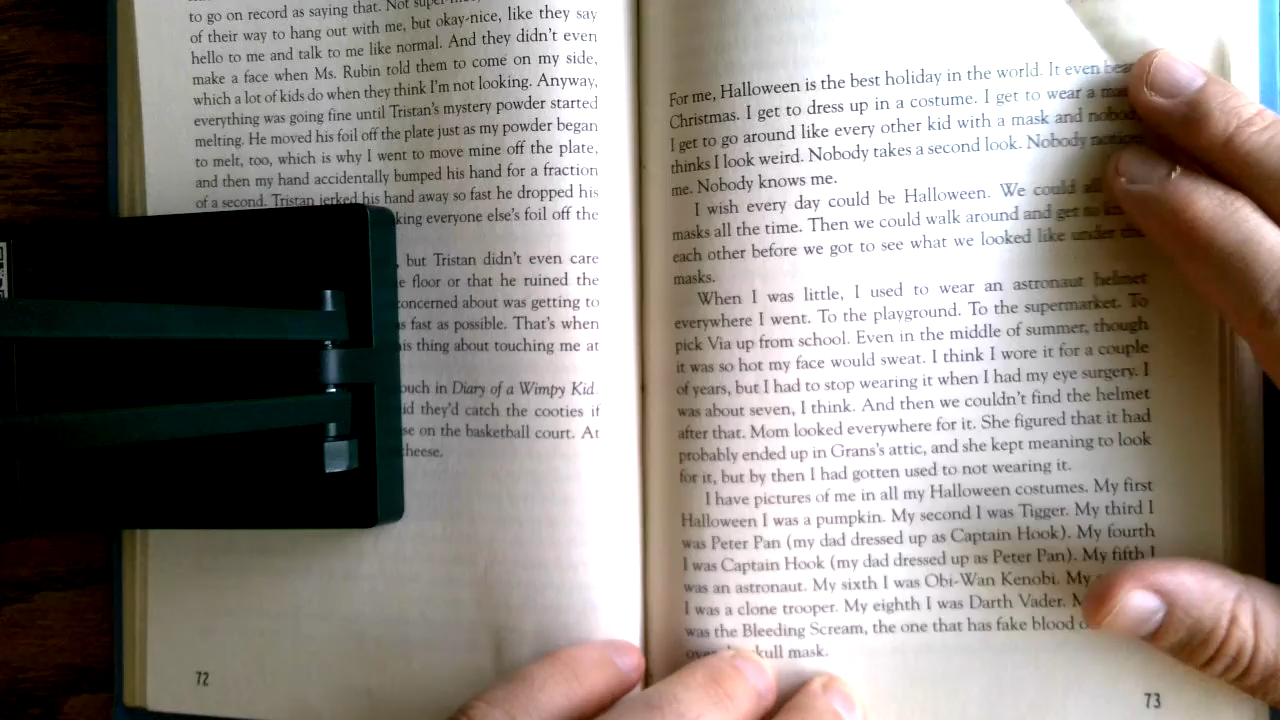 to go on record as saying that. Not
of their way to hang out with me, but okay-nice, like they say
hello to me and talk to me like normal. And they didn't even
make a face when Ms. Rubin told them to come on my side,
which a lot of kids do when they think I'm not looking. Anyway,
everything was going fine until Tristan's mystery powder started
melting. He moved his foil off the plate just as my powder began
to melt, too, which is why I went to move mine off the plate,
and then my hand accidentally bumped his hand for a fraction
of a second. Tristan jerked his hand away so fast he dropped his
everyone else's foil off the
but Tristan didn't even care
floor or that he ruined the
concerned about was getting to
fast as possible. That's when
thing about touching me at
in Diary of a Wimpy Kid.
they'd catch the cooties if
on the basketball court. At
cheese.
72
For me, Halloween is the best holiday in the world. It even
Christmas. I get to dress up in a costume. I get to wear a
I get to go around like every other kid with a mask and nobody
thinks I look weird. Nobody takes a second look. Nobody
me. Nobody knows me.
I wish every day could be Halloween. We could all
masks all the time. Then we could walk around and get to
each other before we got to see what we looked like under
masks.
When I was little, I used to wear an astronaut helmet
everywhere I went. To the playground. To the supermarket. To
pick Via up from school. Even in the middle of summer, though
it was so hot my face would sweat. I think I wore it for a couple
of years, but I had to stop wearing it when I had my eye surgery. I
was about seven, I think. And then we couldn't find the helmet
after that. Mom looked everywhere for it. She figured that it had
probably ended up in Grans's attic, and she kept meaning to look
for it, but by then I had gotten used to not wearing it.
I have pictures of me in all my Halloween costumes. My first
Halloween I was a pumpkin. My second I was Tigger. My third I
was Peter Pan (my dad dressed up as Captain Hook). My fourth
I was Captain Hook (my dad dressed up as Peter Pan). My fifth I
was an astronaut. My sixth I was Obi-Wan Kenobi. My
I was a clone trooper. My eighth I was Darth Vader.
was the Bleeding Scream, the one that has fake blood
mask.
73